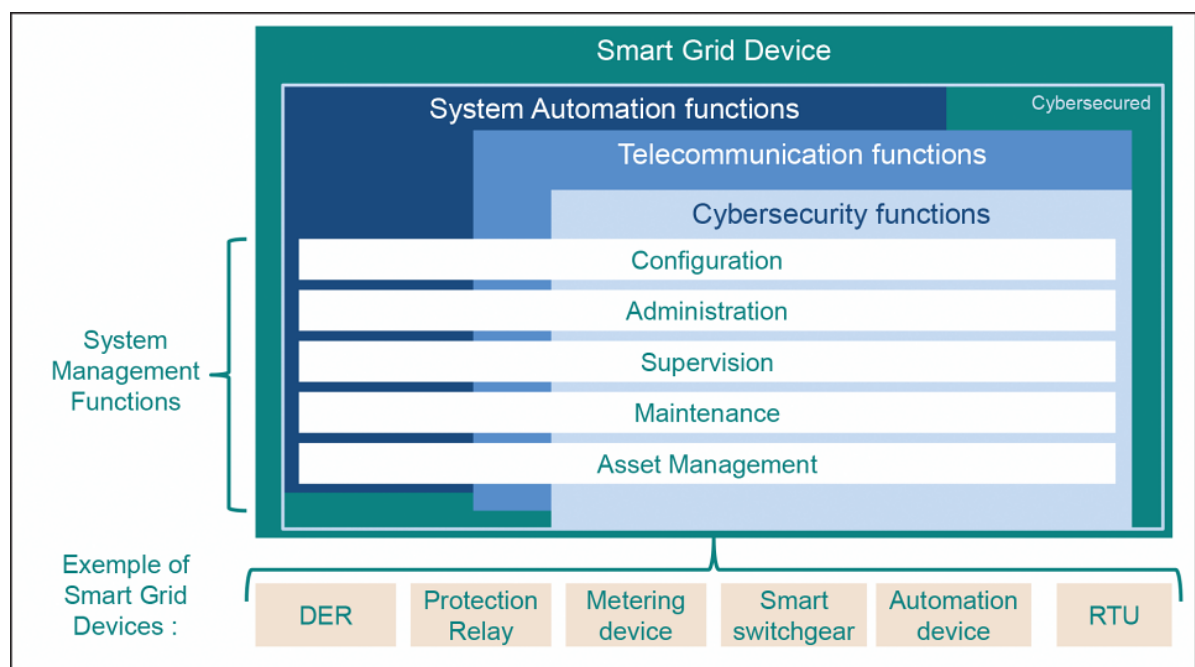 Smart Grid Device
System Automation functions
Cybersecured
Telecommunication functions
Cybersecurity functions
Configuration
Administration
Supervision
Maintenance
Asset Management
System
Management
Functions
Exemple of
Smart Grid
Devices :
DER
Protection
Relay
Metering
device
Smart
switchgear
Automation
device
RTU